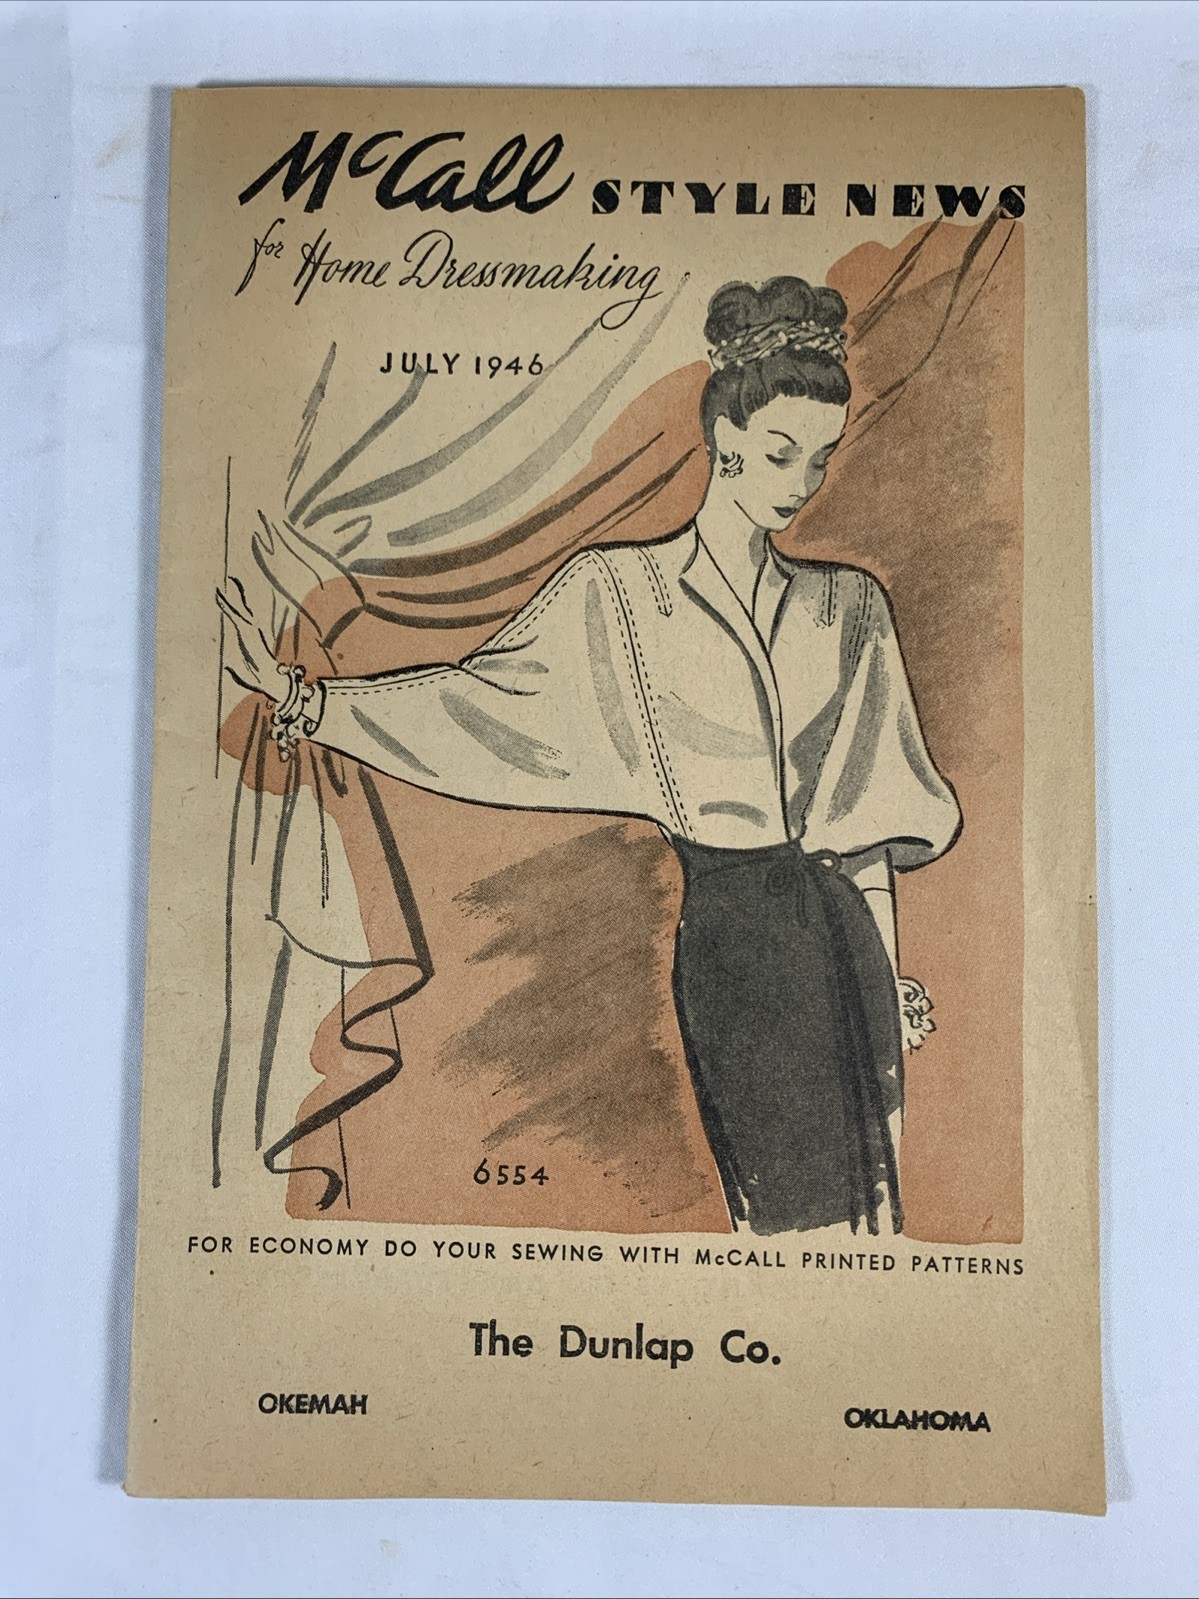 McCall STYLE NEWS
for Home Dressmaking
JULY 1946
6554
FOR ECONOMY DO YOUR SEWING WITH McCALL PRINTED PATTERNS
The Dunlap Co.
OKEMAH OKLAHOMA